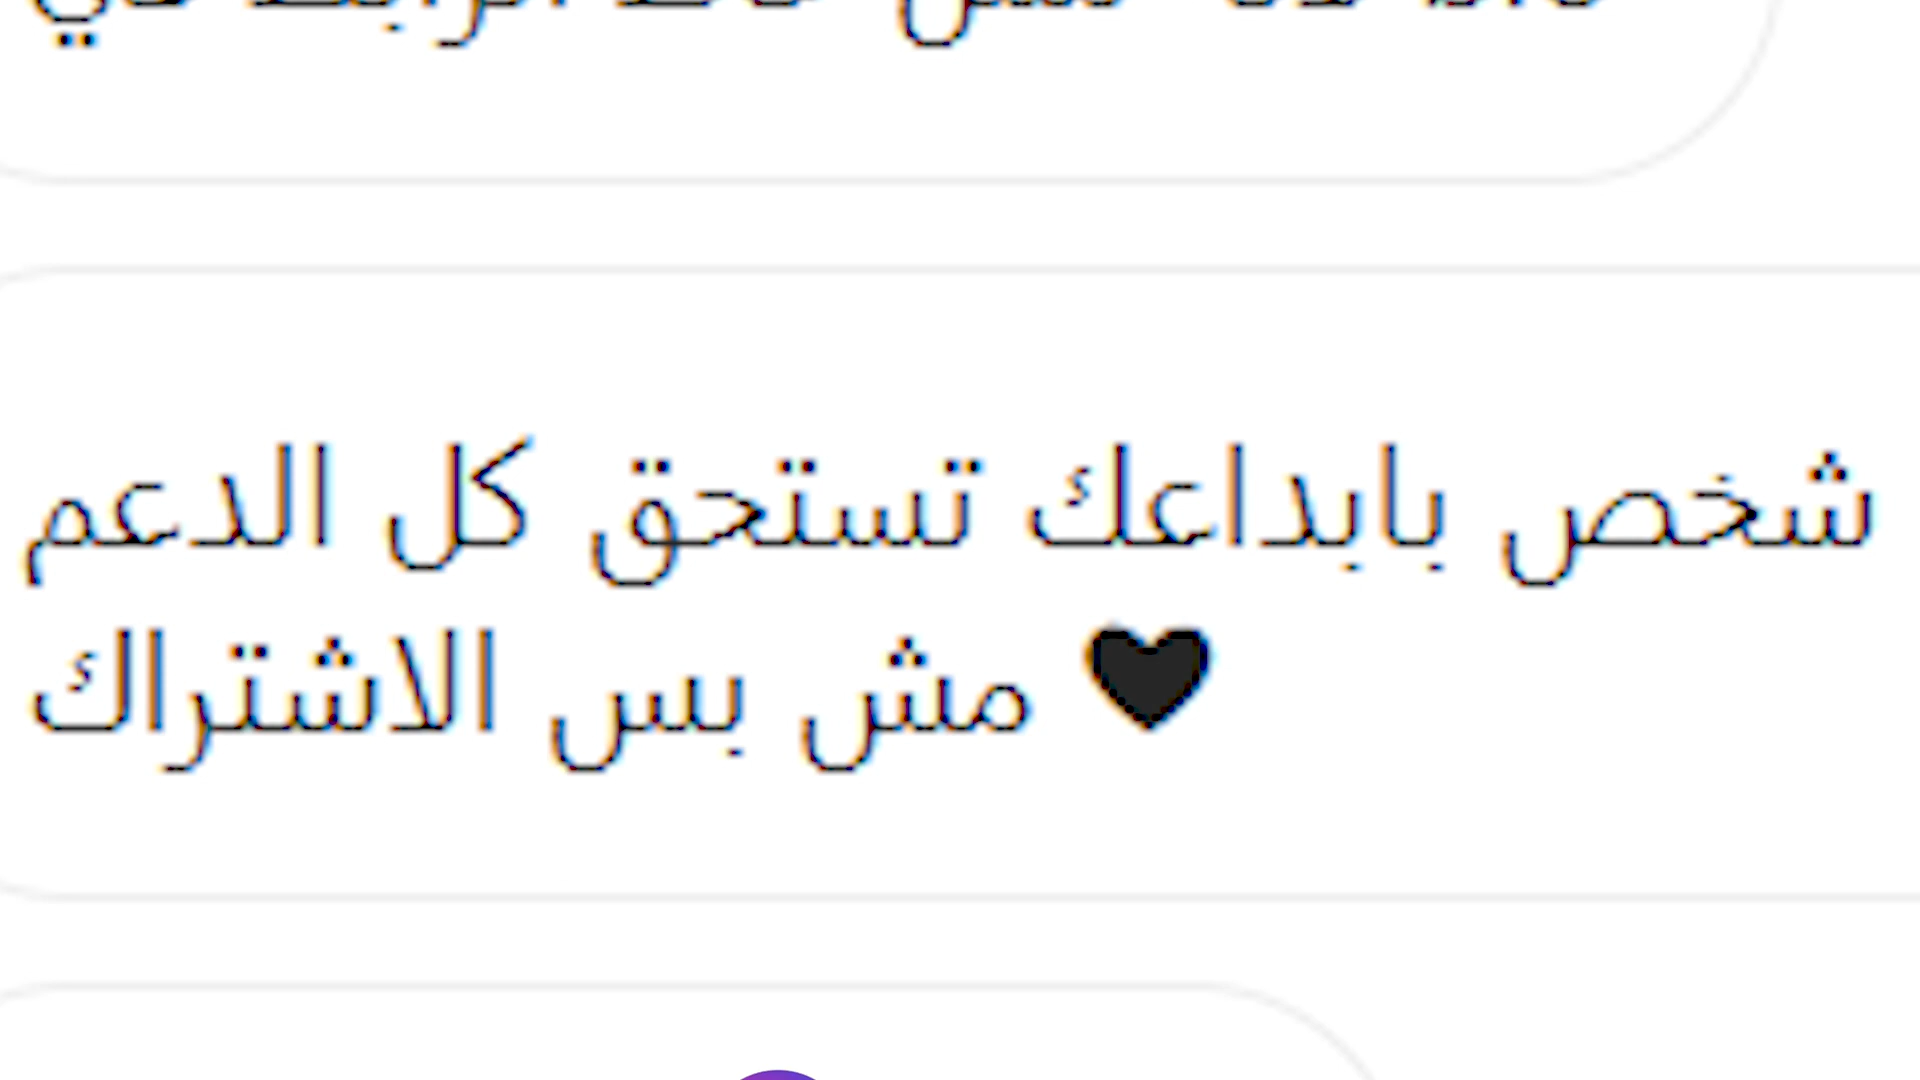 شخص بابداعك تستحق كل الدعم
♥ مش بس الاشتراك